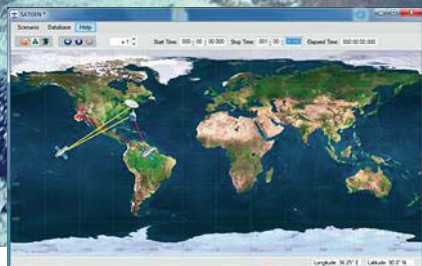 ISATGEN *
Scenario Database Help
x 1 Start Time: 000 : 00 : 00.000 Stop Time: 001 : 00 : 00.000 Elapsed Time: 000:00:00.000
Longitude: 36.25° E Latitude: 90.0° N